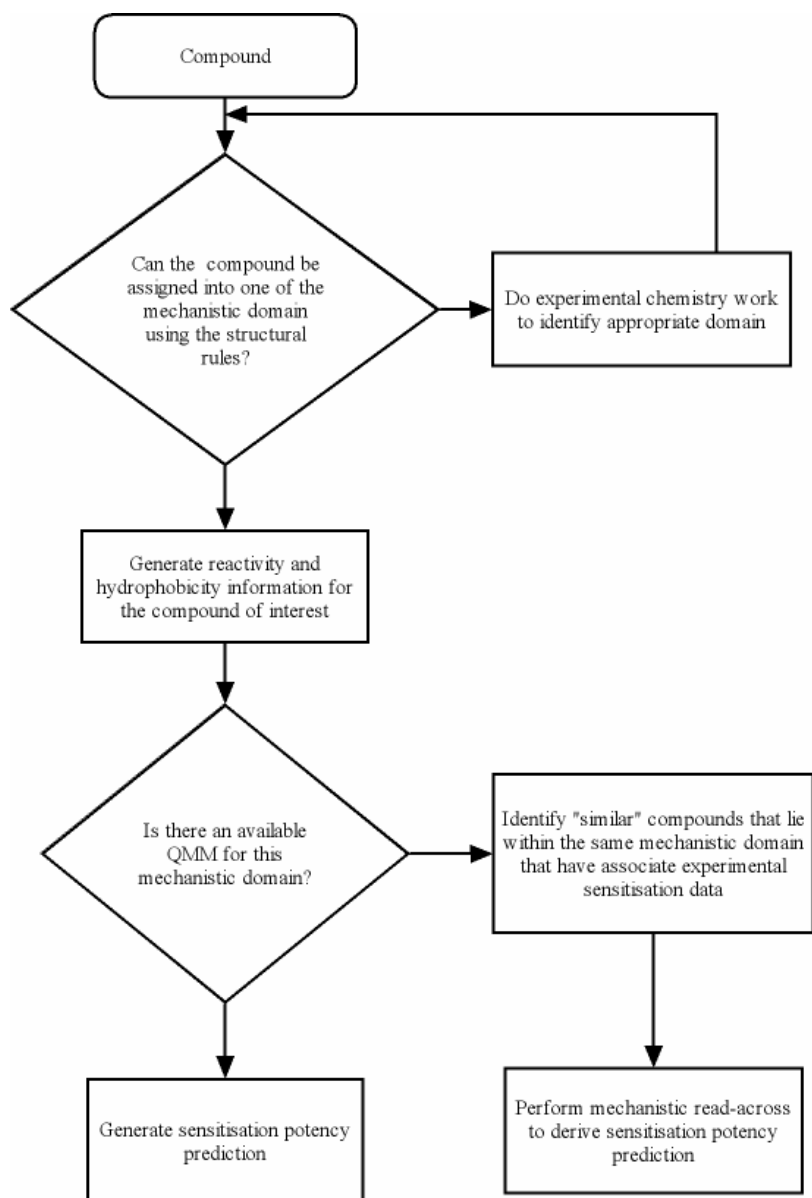 Compound
Can the compound be
assigned into one of the
mechanistic domain
using the structural
rules?
Do experimental chemistry work
to identify appropriate domain
Generate reactivity and
hydrophobicity information for
the compound of interest
Is there an available
QMM for this
mechanistic domain?
Identify "similar" compounds that lie
within the same mechanistic domain
that have associate experimental
sensitisation data
Generate sensitisation potency
prediction
Perform mechanistic read-across
to derive sensitisation potency
prediction